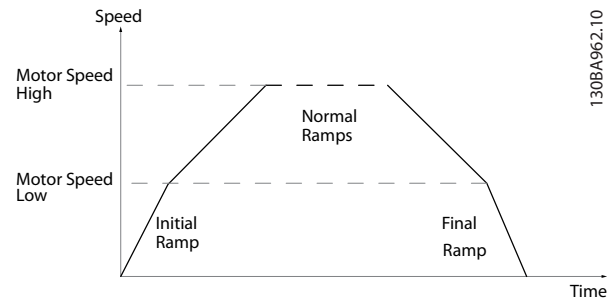 Speed
130BA962.10
Motor Speed
High
Normal
Ramps
Motor Speed
Low
Initial
Ramp
Final
Ramp
Time